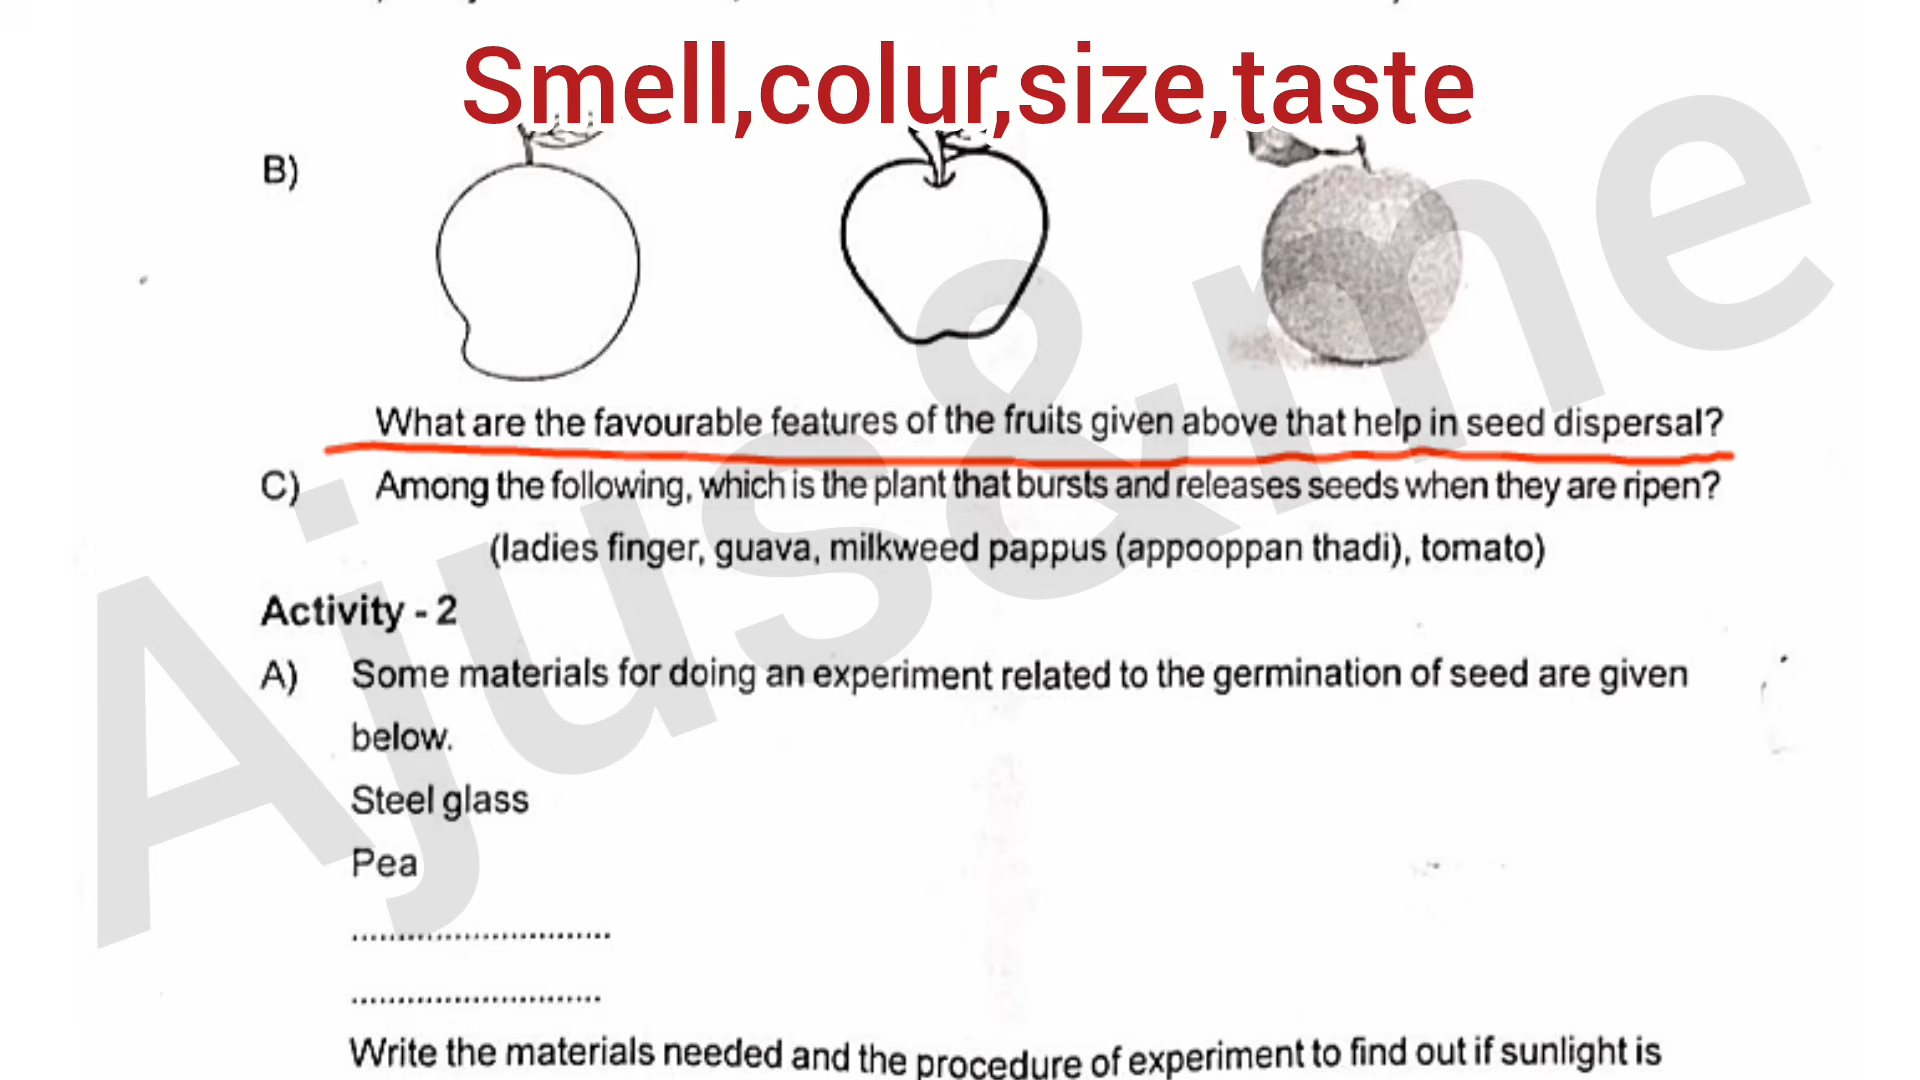 Smell,colur,size,taste
B)
What are the favourable features of the fruits given above that help in seed dispersal?
C) Among the following, which is the plant that bursts and releases seeds when they are ripen?
(ladies finger, guava, milkweed pappus (appooppan thadi), tomato)
Activity - 2
A) Some materials for doing an experiment related to the germination of seed are given
below.
Steel glass
Pea
............................
...........................
Write the materials needed and the procedure of experiment to find out if sunlight is
Ajus&me